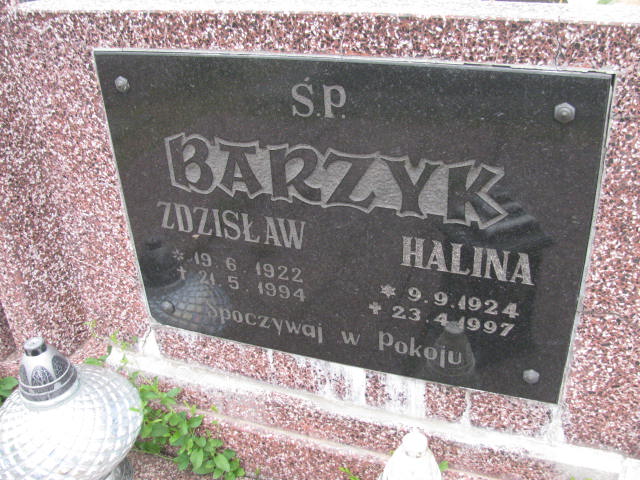 Ś.P.
BARZYK
ZDZISŁAW
* 19.6.1922
+ 21.5.1994
HALINA
* 9.9.1924
+ 23.4.1997
Spoczywaj w Pokoju